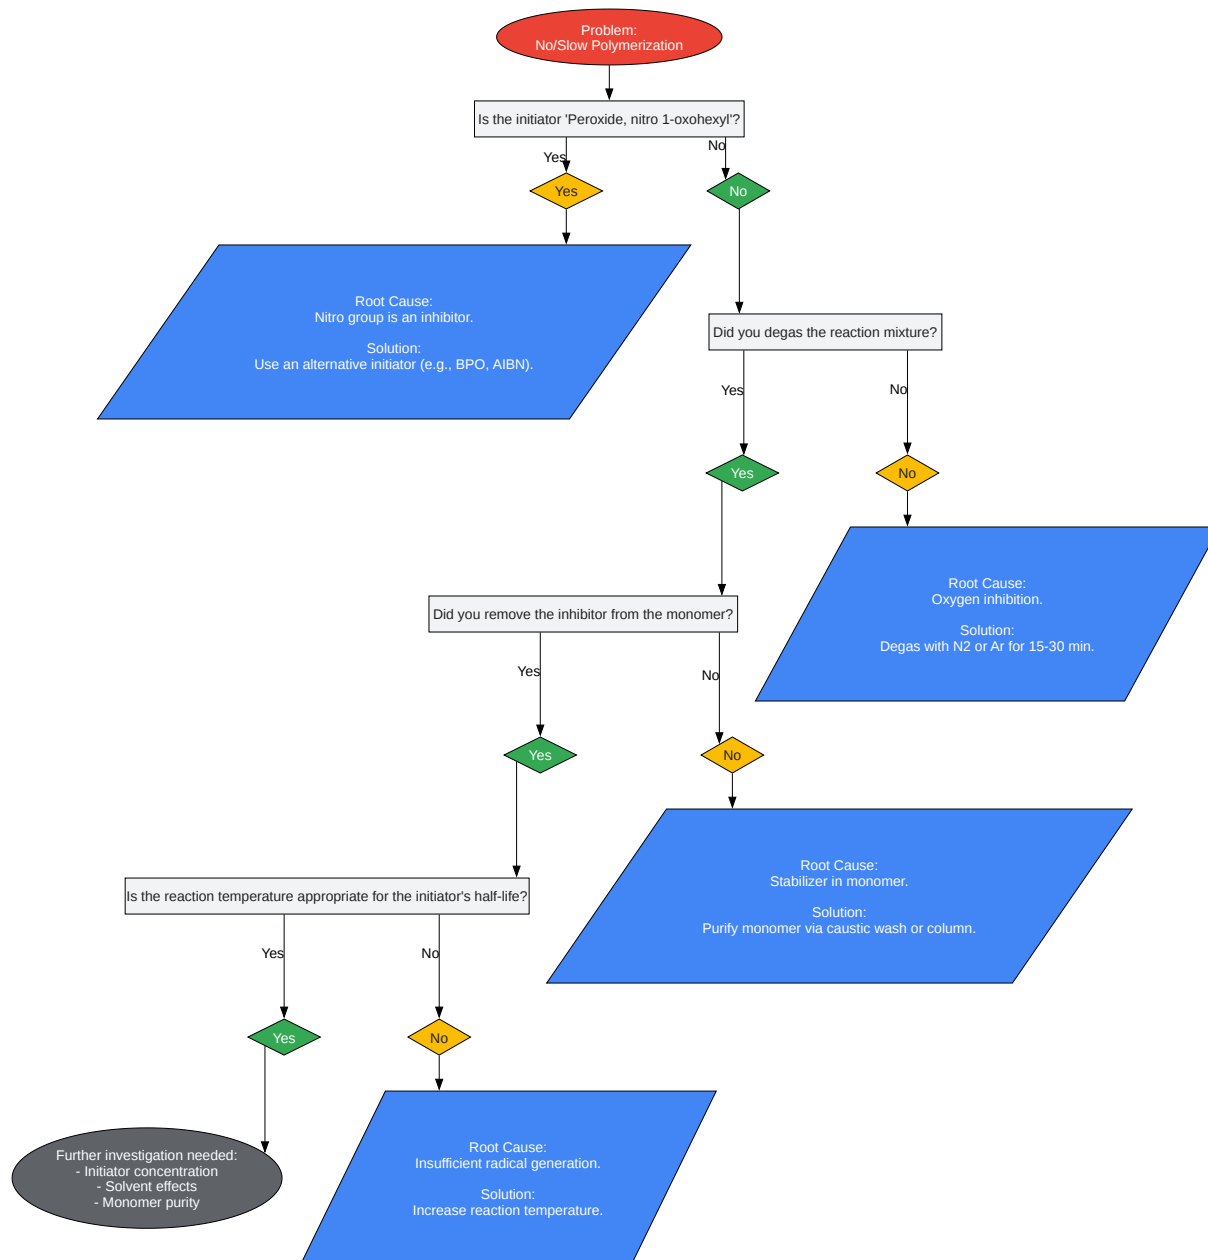 Problem:
No/Slow Polymerization
Is the initiator 'Peroxide, nitro 1-oxohexyl'?
Yes
No
Yes
No
Root Cause:
Nitro group is an inhibitor.
Solution:
Use an alternative initiator (e.g., BPO, AIBN).
Did you degas the reaction mixture?
Yes
No
Yes
No
Root Cause:
Oxygen inhibition.
Solution:
Degas with N2 or Ar for 15-30 min.
Did you remove the inhibitor from the monomer?
Yes
No
Yes
No
Root Cause:
Stabilizer in monomer.
Solution:
Purify monomer via caustic wash or column.
Is the reaction temperature appropriate for the initiator's half-life?
Yes
No
Yes
No
Further investigation needed:
- Initiator concentration
- Solvent effects
- Monomer purity
Root Cause:
Insufficient radical generation.
Solution:
Increase reaction temperature.